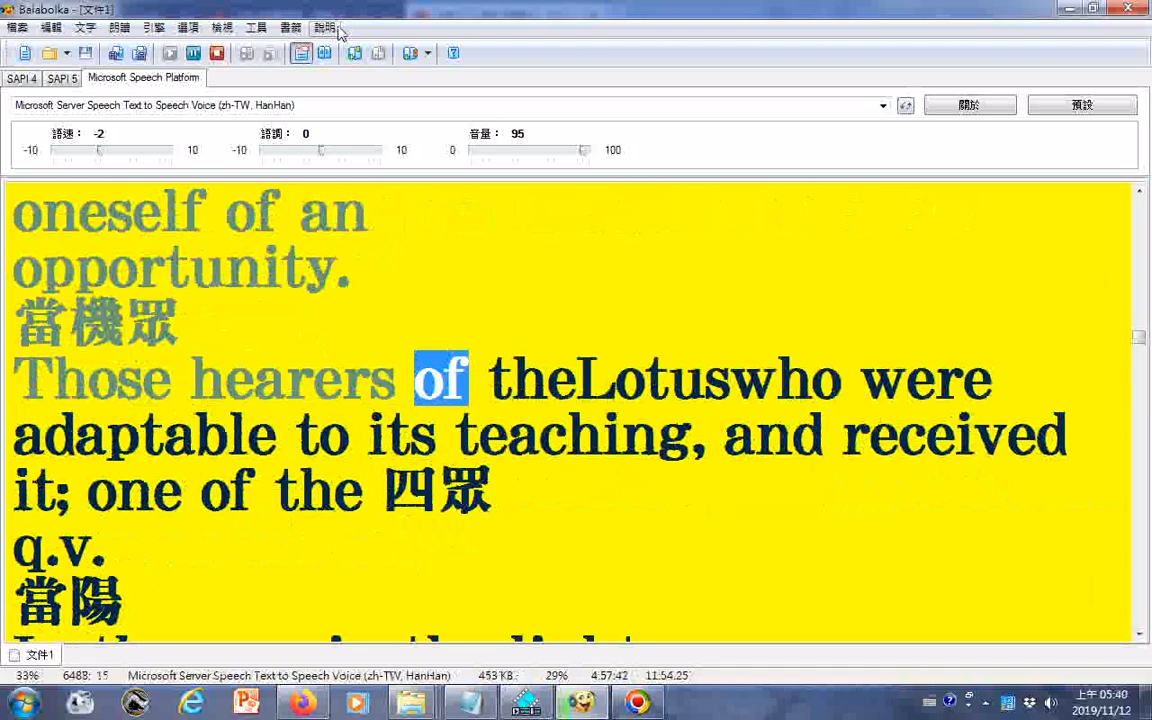 Balabolka - [文件1]
檔案 編輯 文字 朗讀 引擎 選項 檢視 工具 書籤 說明
SAPI 4 SAPI 5 Microsoft Speech Platform
Microsoft Server Speech Text to Speech Voice (zh-TW, HanHan) 關於 預設
語速： -2 語調： 0 音量： 95
-10 10 -10 10 0 100
oneself of an
opportunity.
當機眾
Those hearers of theLotuswho were
adaptable to its teaching, and received
it; one of the 四眾
q.v.
當陽
文件1
33% 6488: 15 Microsoft Server Speech Text to Speech Voice (zh-TW, HanHan) 453 KB. 29% 4:57:42 11:54.25
上午 05:40
2019/11/12